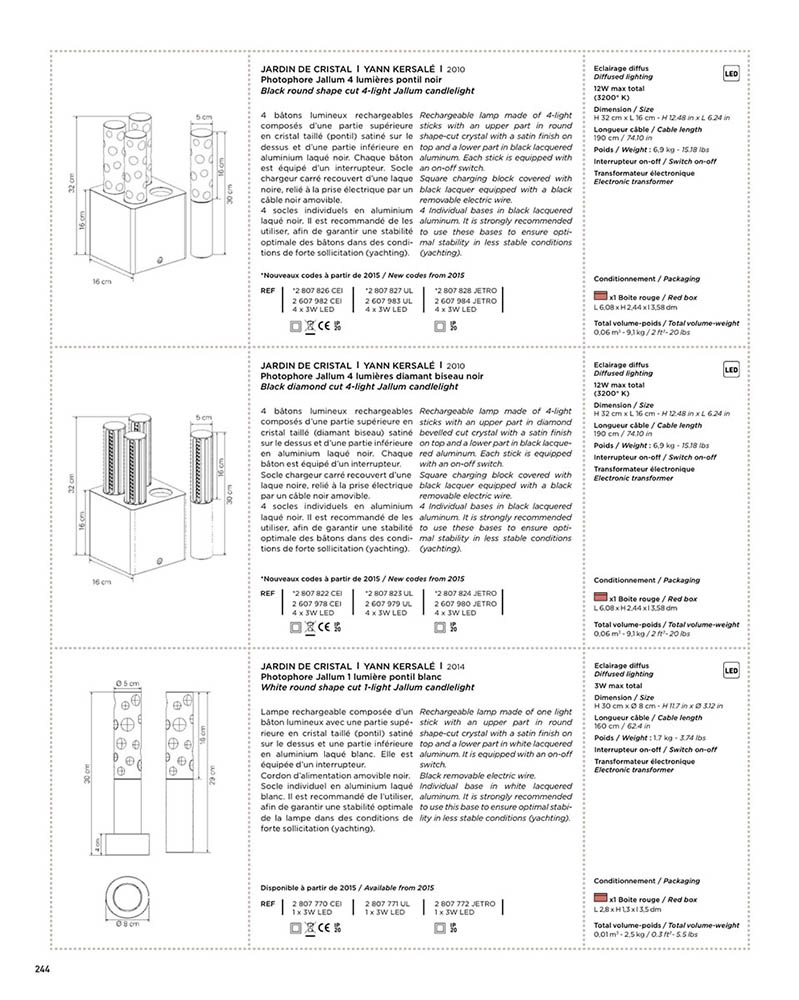 JARDIN DE CRISTAL | YANN KERSALÉ | 2010
Photophore Jallum 4 lumières pontil noir
Black round shape cut 4-light Jallum candlelight
4 bâtons lumineux rechargeables
composés d'une partie supérieure
en cristal taillé (pontil) satiné sur le
dessus et d'une partie inférieure en
aluminium laqué noir. Chaque bâton
est équipé d'un interrupteur. Socle
chargeur carré recouvert d'une laque
noire, relié à la prise électrique par un
câble noir amovible.
4 socles individuels en aluminium
laqué noir. Il est recommandé de les
utiliser, afin de garantir une stabilité
optimale des bâtons dans des condi-
tions de forte sollicitation (yachting).
Rechargeable lamp made of 4-light
sticks with an upper part in round
shape-cut crystal with a satin finish on
top and a lower part in black lacquered
aluminum. Each stick is equipped with
an on-off switch.
Square charging block covered with
black lacquer equipped with a black
removable electric wire.
4 Individual bases in black lacquered
aluminum. It is strongly recommended
to use these bases to ensure opti-
mal stability in less stable conditions
(yachting).
*Nouveaux codes à partir de 2015 / New codes from 2015
REF
*2 807 826 CEI
2 607 982 CEI
4 x 3W LED
*2 807 827 UL
2 607 983 UL
4 x 3W LED
*2 807 828 JETRO
2 607 984 JETRO
4 x 3W LED
CE IP 20
IP 20
32 cm
16 cm
16 cm
5 cm
16 cm
30 cm
Eclairage diffus
Diffused lighting
LED
12W max total
(3200° K)
Dimension / Size
H 32 cm x L 16 cm - H 12.48 in x L 6.24 in
Longueur câble / Cable length
190 cm / 74.10 in
Poids / Weight : 6,9 kg - 15.18 lbs
Interrupteur on-off / Switch on-off
Transformateur électronique
Electronic transformer
Conditionnement / Packaging
x1 Boite rouge / Red box
L 6,08 x H 2,44 x l 3,58 dm
Total volume-poids / Total volume-weight
0,06 m³ - 9,1 kg / 2 ft³- 20 lbs
JARDIN DE CRISTAL | YANN KERSALÉ | 2010
Photophore Jallum 4 lumières diamant biseau noir
Black diamond cut 4-light Jallum candlelight
4 bâtons lumineux rechargeables
composés d'une partie supérieure en
cristal taillé (diamant biseau) satiné
sur le dessus et d'une partie inférieure
en aluminium laqué noir. Chaque
bâton est équipé d'un interrupteur.
Socle chargeur carré recouvert d'une
laque noire, relié à la prise électrique
par un câble noir amovible.
4 socles individuels en aluminium
laqué noir. Il est recommandé de les
utiliser, afin de garantir une stabilité
optimale des bâtons dans des condi-
tions de forte sollicitation (yachting).
Rechargeable lamp made of 4-light
sticks with an upper part in diamond
bevelled cut crystal with a satin finish
on top and a lower part in black lacque-
red aluminum. Each stick is equipped
with an on-off switch.
Square charging block covered with
black lacquer equipped with a black
removable electric wire.
4 Individual bases in black lacquered
aluminum. It is strongly recommended
to use these bases to ensure opti-
mal stability in less stable conditions
(yachting).
*Nouveaux codes à partir de 2015 / New codes from 2015
REF
*2 807 822 CEI
2 607 978 CEI
4 x 3W LED
*2 807 823 UL
2 607 979 UL
4 x 3W LED
*2 807 824 JETRO
2 607 980 JETRO
4 x 3W LED
CE IP 20
IP 20
32 cm
16 cm
16 cm
5 cm
16 cm
30 cm
Eclairage diffus
Diffused lighting
LED
12W max total
(3200° K)
Dimension / Size
H 32 cm x L 16 cm - H 12.48 in x L 6.24 in
Longueur câble / Cable length
190 cm / 74.10 in
Poids / Weight : 6,9 kg - 15.18 lbs
Interrupteur on-off / Switch on-off
Transformateur électronique
Electronic transformer
Conditionnement / Packaging
x1 Boite rouge / Red box
L 6,08 x H 2,44 x l 3,58 dm
Total volume-poids / Total volume-weight
0,06 m³ - 9,1 kg / 2 ft³- 20 lbs
JARDIN DE CRISTAL | YANN KERSALÉ | 2014
Photophore Jallum 1 lumière pontil blanc
White round shape cut 1-light Jallum candlelight
Lampe rechargeable composée d'un
bâton lumineux avec une partie supé-
rieure en cristal taillé (pontil) satiné
sur le dessus et une partie inférieure
en aluminium laqué blanc. Elle est
équipée d'un interrupteur.
Cordon d'alimentation amovible noir.
Socle individuel en aluminium laqué
blanc. Il est recommandé de l'utiliser,
afin de garantir une stabilité optimale
de la lampe dans des conditions de
forte sollicitation (yachting).
Rechargeable lamp made of one light
stick with an upper part in round
shape-cut crystal with a satin finish on
top and a lower part in white lacquered
aluminum. It is equipped with an on-off
switch.
Black removable electric wire.
Individual base in white lacquered
aluminum. It is strongly recommended
to use this base to ensure optimal stabi-
lity in less stable conditions (yachting).
Disponible à partir de 2015 / Available from 2015
REF
2 807 770 CEI
1 x 3W LED
2 807 771 UL
1 x 3W LED
2 807 772 JETRO
1 x 3W LED
CE IP 20
IP 20
Ø 5 cm
30 cm
4 cm
16 cm
29 cm
Ø 8 cm
Eclairage diffus
Diffused lighting
LED
3W max total
Dimension / Size
H 30 cm x Ø 8 cm - H 11.7 in x Ø 3.12 in
Longueur câble / Cable length
160 cm / 62.4 in
Poids / Weight : 1.7 kg - 3.74 lbs
Interrupteur on-off / Switch on-off
Transformateur électronique
Electronic transformer
Conditionnement / Packaging
x1 Boite rouge / Red box
L 2,8 x H 1,3 x l 3,5 dm
Total volume-poids / Total volume-weight
0,01 m³ - 2,5 kg / 0.3 ft³- 5.5 lbs
244